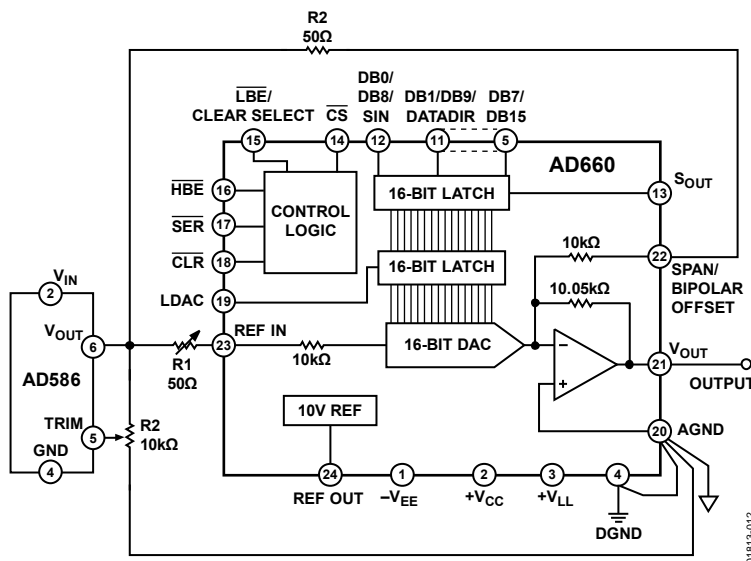 R2
50Ω
LBE/
CLEAR SELECT
CS
DB0/
DB8/
SIN
DB1/DB9/
DATADIR
DB7/
DB15
15
14
12
11
5
AD660
HBE
16
SER
17
CLR
18
LDAC
19
CONTROL
LOGIC
16-BIT LATCH
13
SOUT
16-BIT LATCH
10kΩ
22
SPAN/
BIPOLAR
OFFSET
10.05kΩ
2
VIN
VOUT
6
AD586
R1
50Ω
23
REF IN
10kΩ
16-BIT DAC
−
+
21
VOUT
OUTPUT
TRIM
5
R2
10kΩ
GND
4
10V REF
20
AGND
24
REF OUT
1
−VEE
2
+VCC
3
+VLL
4
DGND
01813-012